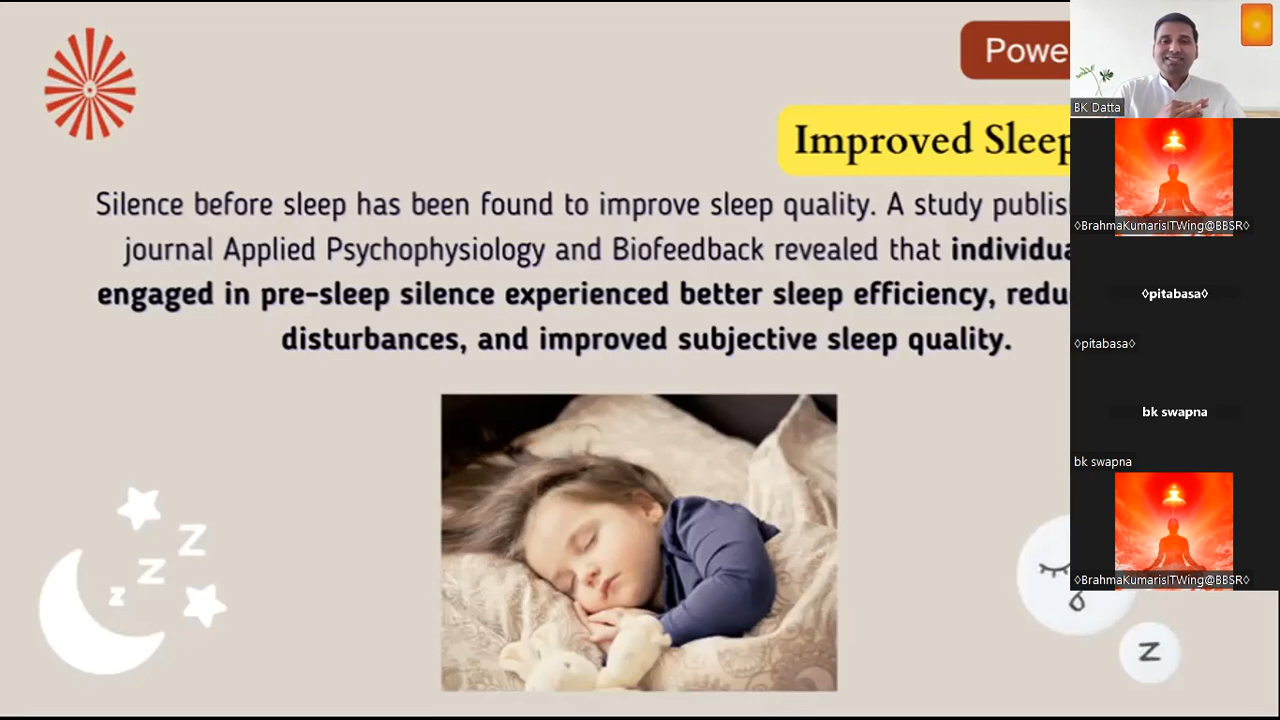 Powe
Improved Sleep
Silence before sleep has been found to improve sleep quality. A study publis
journal Applied Psychophysiology and Biofeedback revealed that individua
engaged in pre-sleep silence experienced better sleep efficiency, redu
disturbances, and improved subjective sleep quality.
z
Z
Z
Z
BK Datta
◊BrahmaKumarisITWing@BBSR◊
◊pitabasa◊
◊pitabasa◊
bk swapna
bk swapna
◊BrahmaKumarisITWing@BBSR◊